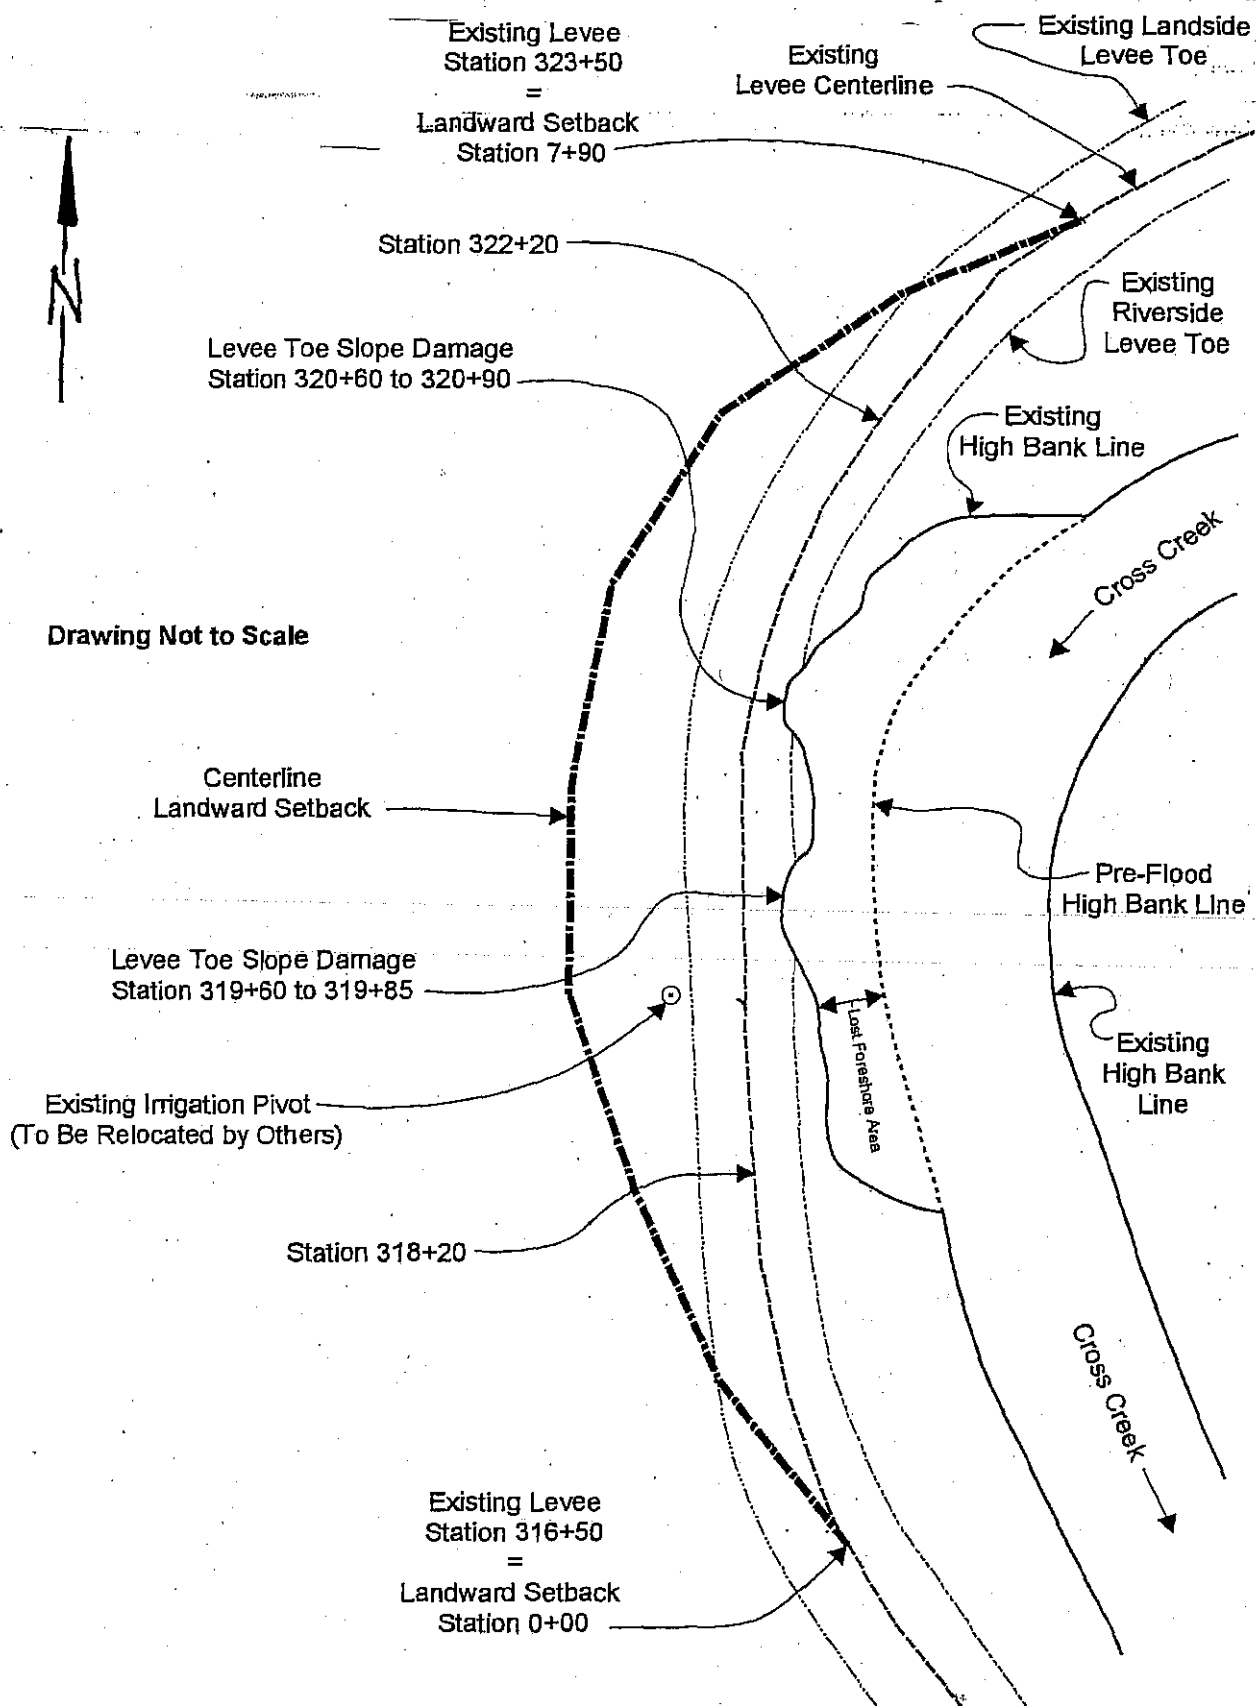 Existing Levee
Station 323+50
=
Landward Setback
Station 7+90
Existing
Levee Centerline
Existing Landside
Levee Toe
N
Station 322+20
Existing
Riverside
Levee Toe
Levee Toe Slope Damage
Station 320+60 to 320+90
Existing
High Bank Line
Cross Creek
Drawing Not to Scale
Centerline
Landward Setback
Pre-Flood
High Bank Line
Levee Toe Slope Damage
Station 319+60 to 319+85
Lost Foreshore Area
Existing
High Bank
Line
Existing Irrigation Pivot
(To Be Relocated by Others)
Station 318+20
Cross Creek
Existing Levee
Station 316+50
=
Landward Setback
Station 0+00